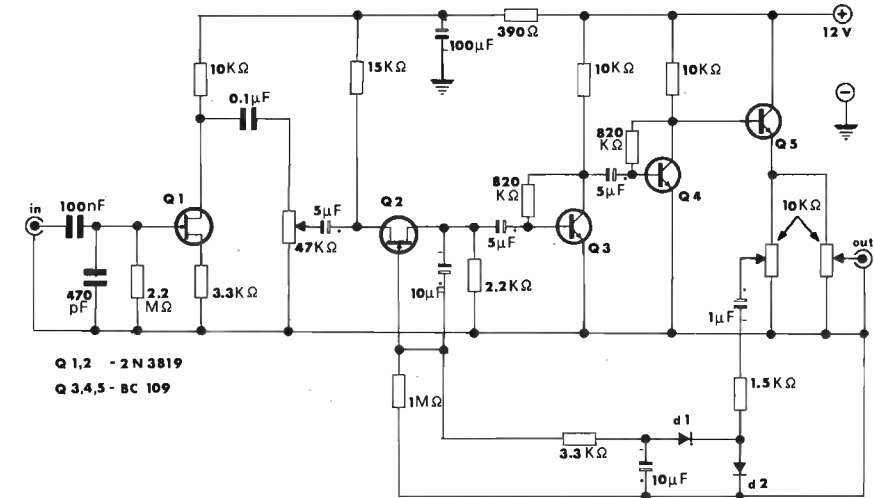 390Ω
12 V
100µF
10KΩ
15KΩ
10KΩ
10KΩ
0.1µF
820
KΩ
Q5
Q1
Q2
820
KΩ
5µF
Q4
in
100nF
5µF
10KΩ
5µF
Q3
out
47KΩ
470
pF
2.2
MΩ
3.3KΩ
10µF
2.2KΩ
1µF
Q 1,2 - 2N 3819
Q 3,4,5 - BC 109
1MΩ
1.5KΩ
d1
3.3KΩ
10µF
d2